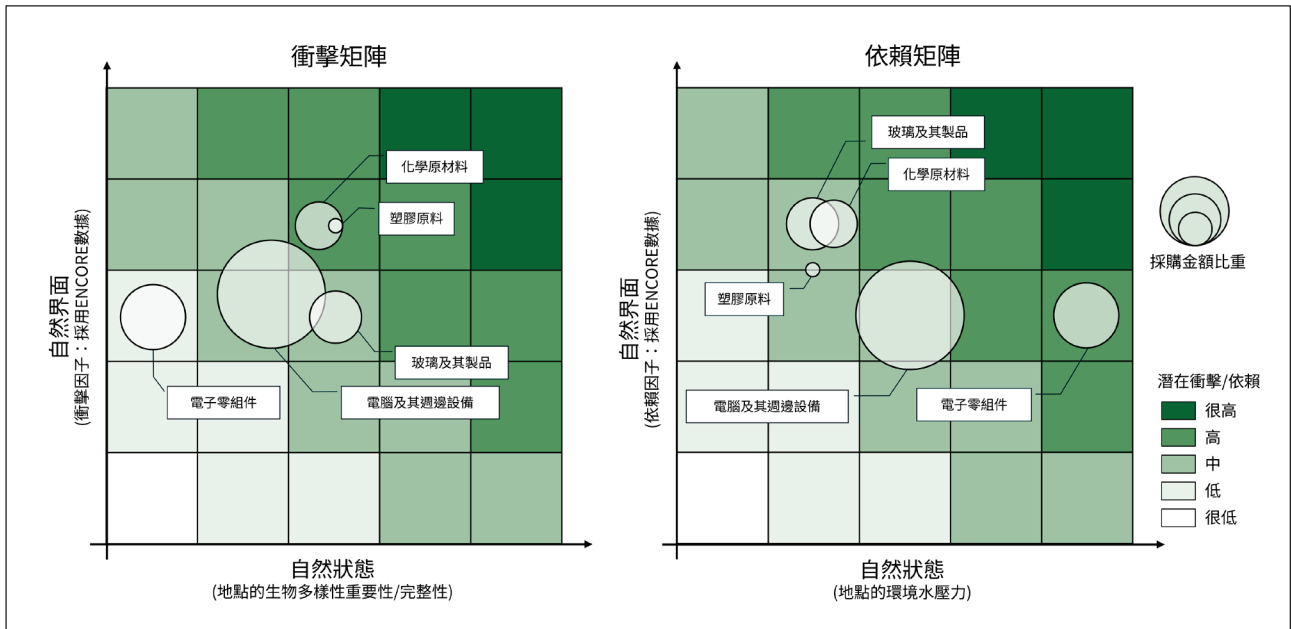 衝擊矩陣
化學原材料
塑膠原料
玻璃及其製品
電子零組件
電腦及其週邊設備
自然界面
(衝擊因子：採用ENCORE數據)
自然狀態
(地點的生物多樣性重要性/完整性)
依賴矩陣
玻璃及其製品
化學原材料
塑膠原料
電腦及其週邊設備
電子零組件
自然界面
(依賴因子：採用ENCORE數據)
自然狀態
(地點的環境水壓力)
採購金額比重
潛在衝擊/依賴
很高
高
中
低
很低